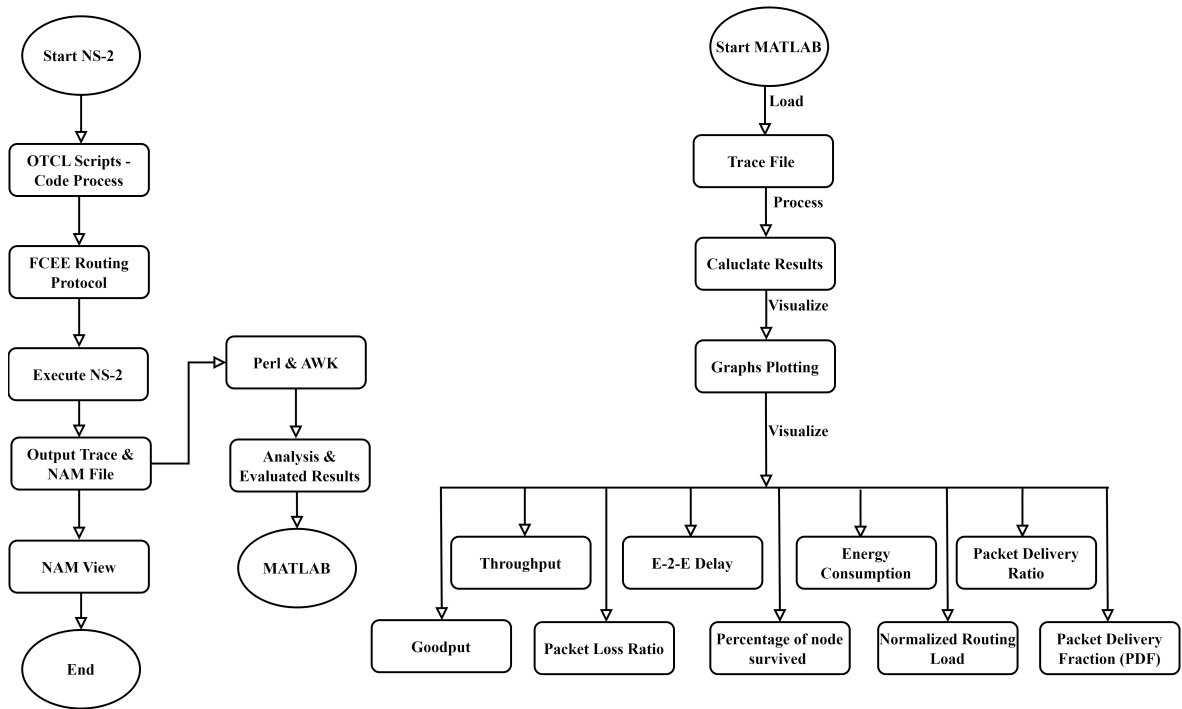 Start NS-2
OTCL Scripts -
Code Process
FCEE Routing
Protocol
Execute NS-2
Output Trace &
NAM File
NAM View
End
Perl & AWK
Analysis &
Evaluated Results
MATLAB
Start MATLAB
Load
Trace File
Process
Caluclate Results
Visualize
Graphs Plotting
Visualize
Throughput
E-2-E Delay
Energy
Consumption
Packet Delivery
Ratio
Goodput
Packet Loss Ratio
Percentage of node
survived
Normalized Routing
Load
Packet Delivery
Fraction (PDF)